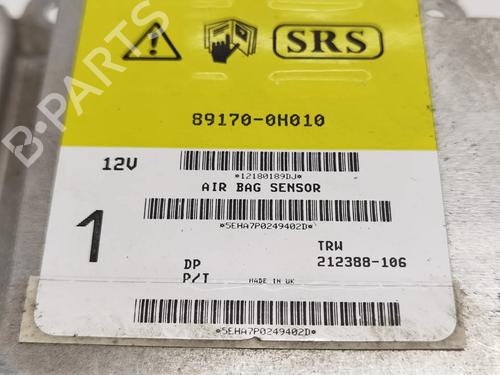 SRS
89170-0H010
12V
*12180189DJ*
AIR BAG SENSOR
*5EHA7P0249402D*
1
TRW
DP 212388-106
P/T MADE IN UK
*5EHA7P0249402D*
B-PARTS